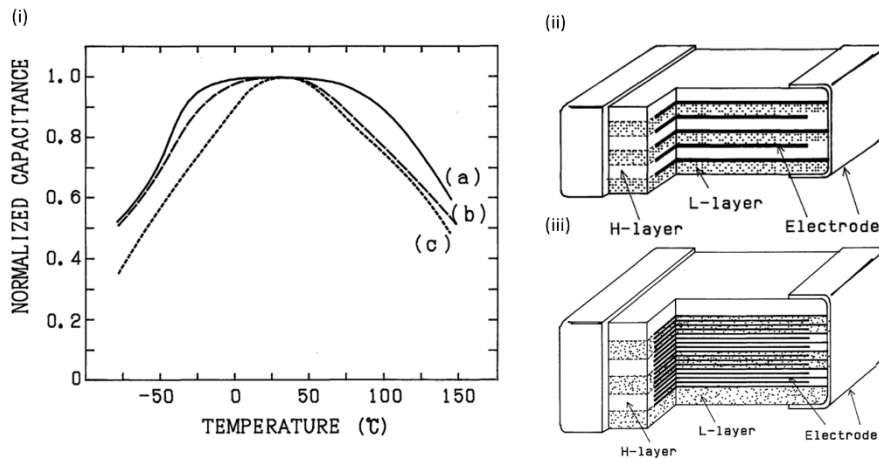 (i)
NORMALIZED CAPACITANCE
1.0
0.8
0.6
0.4
0.2
0
-50
0
50
100
150
TEMPERATURE (℃)
(a)
(b)
(c)
(ii)
H-layer
L-layer
Electrode
(iii)
H-layer
L-layer
Electrode